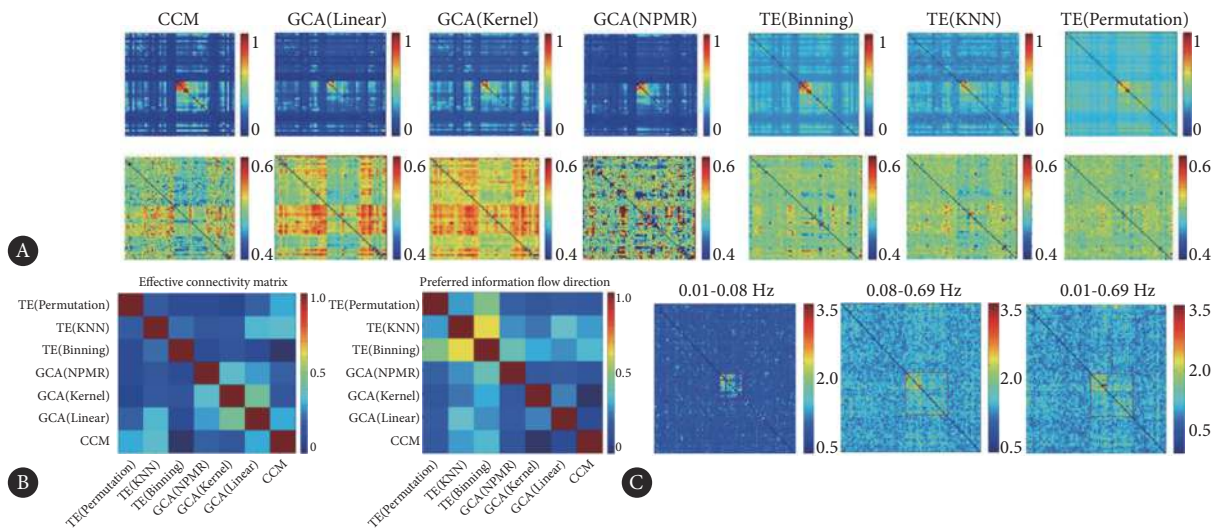 CCM GCA(Linear) GCA(Kernel) GCA(NPMR) TE(Binning) TE(KNN) TE(Permutation)
1 1 1 1 1 1 1
0 0 0 0 0 0 0
0.6 0.6 0.6 0.6 0.6 0.6 0.6
0.4 0.4 0.4 0.4 0.4 0.4 0.4
A
Effective connectivity matrix
TE(Permutation)
TE(KNN)
TE(Binning)
GCA(NPMR)
GCA(Kernel)
GCA(Linear)
CCM
1.0
0.5
0
TE(Permutation)
TE(KNN)
TE(Binning)
GCA(NPMR)
GCA(Kernel)
GCA(Linear)
CCM
B
Preferred information flow direction
TE(Permutation)
TE(KNN)
TE(Binning)
GCA(NPMR)
GCA(Kernel)
GCA(Linear)
CCM
1.0
0.5
0
TE(Permutation)
TE(KNN)
TE(Binning)
GCA(NPMR)
GCA(Kernel)
GCA(Linear)
CCM
0.01-0.08 Hz 0.08-0.69 Hz 0.01-0.69 Hz
3.5 3.5 3.5
2.0 2.0 2.0
0.5 0.5 0.5
C